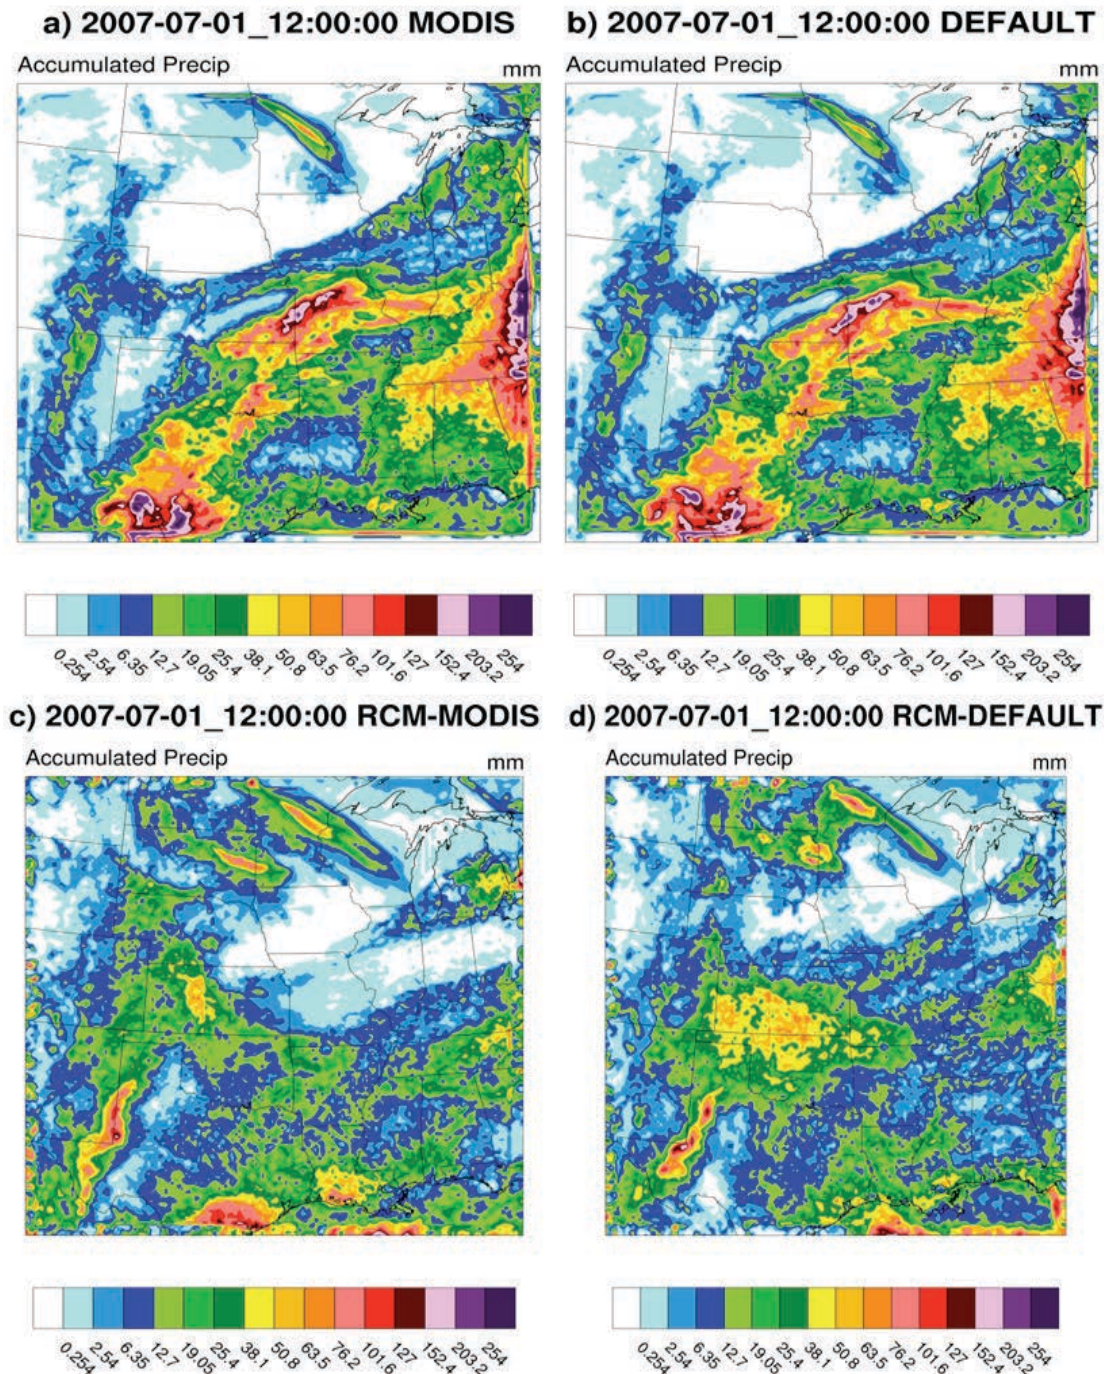 a) 2007-07-01_12:00:00 MODIS
b) 2007-07-01_12:00:00 DEFAULT
Accumulated Precip mm
Accumulated Precip mm
0.254 2.54 6.35 12.7 19.05 25.4 38.1 50.8 63.5 76.2 101.6 127 152.4 203.2 254
0.254 2.54 6.35 12.7 19.05 25.4 38.1 50.8 63.5 76.2 101.6 127 152.4 203.2 254
c) 2007-07-01_12:00:00 RCM-MODIS
d) 2007-07-01_12:00:00 RCM-DEFAULT
Accumulated Precip mm
Accumulated Precip mm
0.254 2.54 6.35 12.7 19.05 25.4 38.1 50.8 63.5 76.2 101.6 127 152.4 203.2 254
0.254 2.54 6.35 12.7 19.05 25.4 38.1 50.8 63.5 76.2 101.6 127 152.4 203.2 254